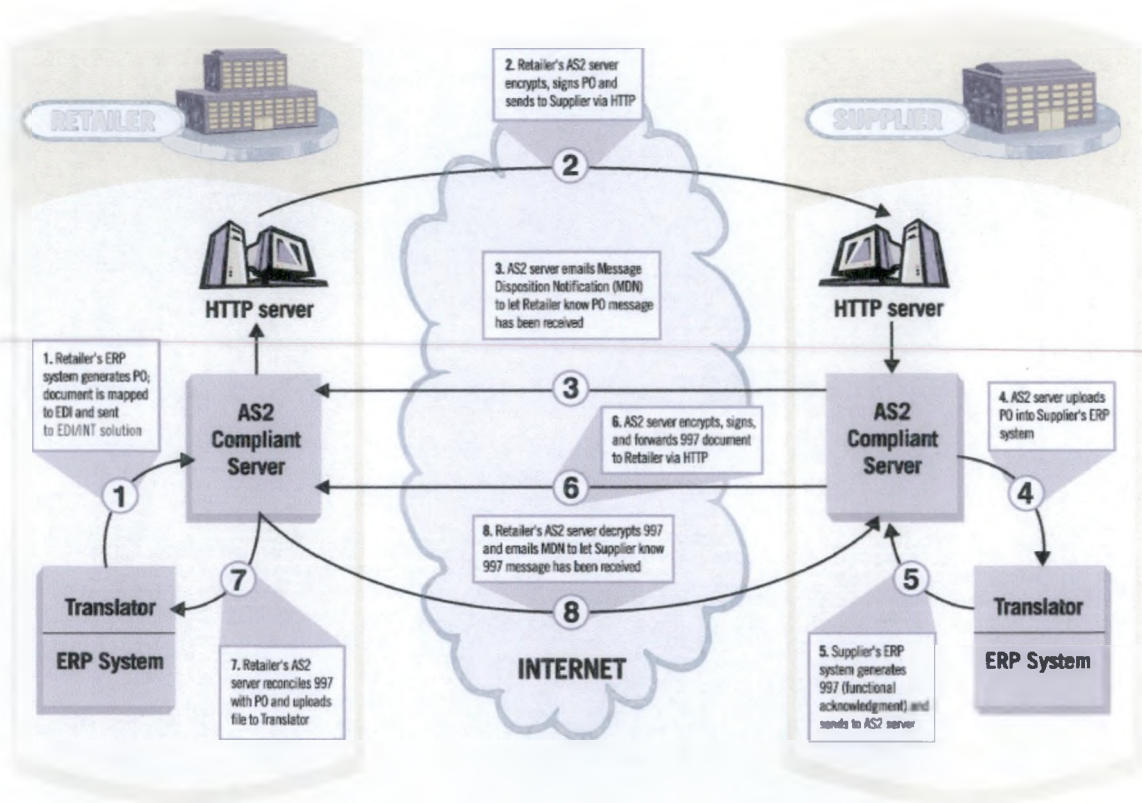 RETAILER
SUPPLIER
2. Retailer's AS2 server
encrypts, signs PO and
sends to Supplier via HTTP
2
HTTP server
HTTP server
3. AS2 server emails Message
Disposition Notification (MDN)
to let Retailer know PO message
has been received
1. Retailer's ERP
system generates PO;
document is mapped
to EDI and sent
to EDI/INT solution
AS2
Compliant
Server
3
AS2
Compliant
Server
4. AS2 server uploads
PO into Supplier's ERP
system
6. AS2 server encrypts, signs,
and forwards 997 document
to Retailer via HTTP
1
6
4
8. Retailer's AS2 server decrypts 997
and emails MDN to let Supplier know
997 message has been received
7
5
8
Translator
ERP System
Translator
ERP System
7. Retailer's AS2
server reconciles 997
with PO and uploads
file to Translator
INTERNET
5. Supplier's ERP
system generates
997 (functional
acknowledgment) and
sends to AS2 server